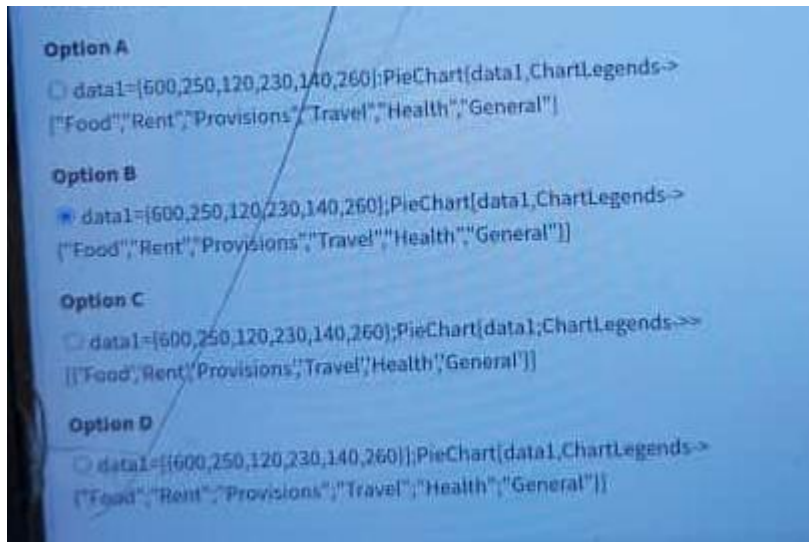 Option A
data1={600,250,120,230,140,260};PieChart[data1,ChartLegends->
{"Food","Rent","Provisions","Travel","Health","General"]
Option B
data1={600,250,120,230,140,260};PieChart[data1,ChartLegends->
{"Food","Rent","Provisions","Travel","Health","General"}]
Option C
data1={600,250,120,230,140,260};PieChart[data1;ChartLegends->>
[{'Food','Rent','Provisions','Travel','Health','General'}]
Option D
data1=[{600,250,120,230,140,260}];PieChart[data1,ChartLegends->
{"Food";"Rent";"Provisions";"Travel";"Health";"General"}]